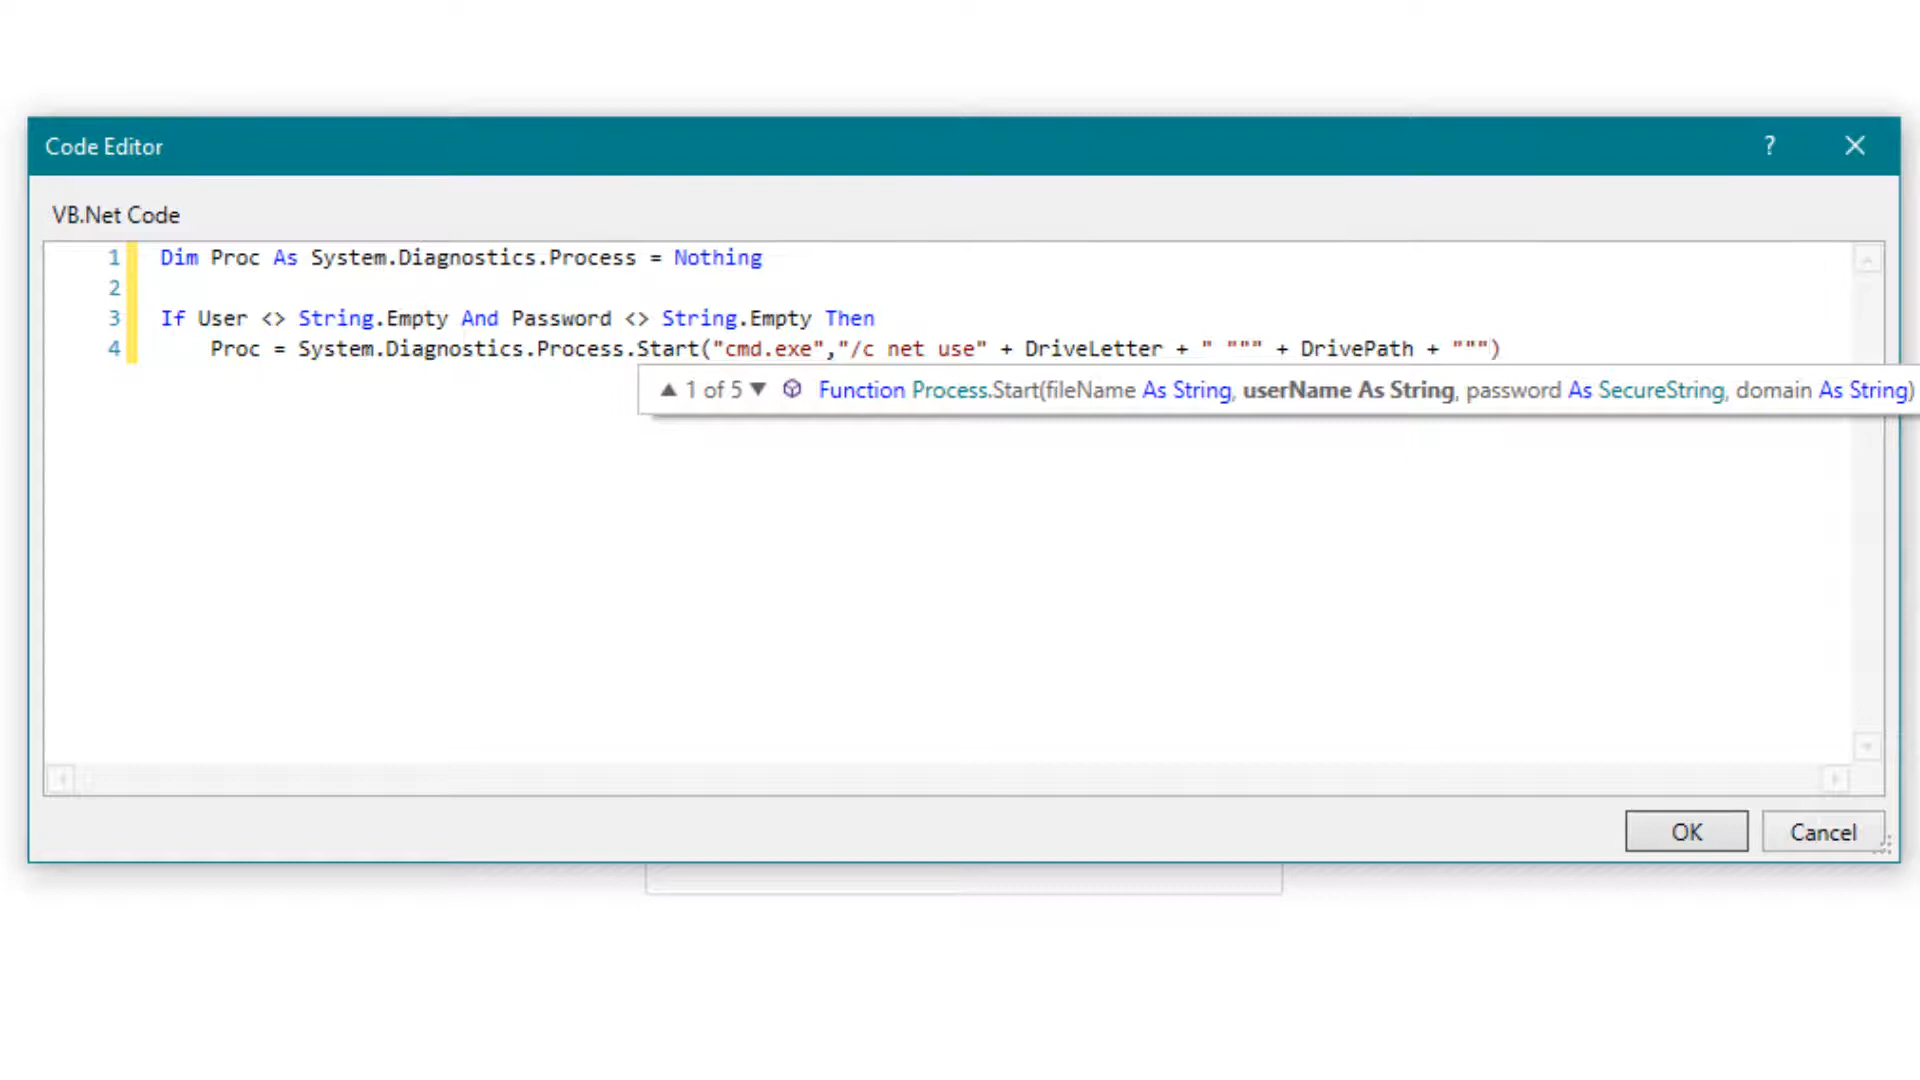 Code Editor
?
VB.Net Code
1 Dim Proc As System.Diagnostics.Process = Nothing
2
3 If User <> String.Empty And Password <> String.Empty Then
4 Proc = System.Diagnostics.Process.Start("cmd.exe","/c net use" + DriveLetter + " """ + DrivePath + """)
▲ 1 of 5 ▼ Function Process.Start(fileName As String, userName As String, password As SecureString, domain As String)
OK Cancel